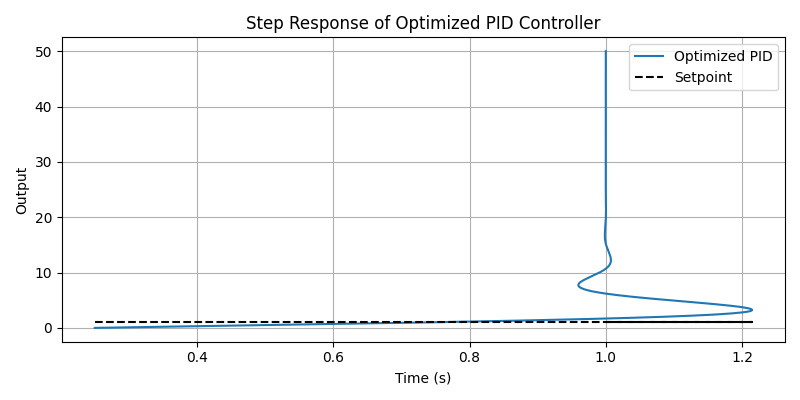 Step Response of Optimized PID Controller
Optimized PID
Setpoint
Output
50
40
30
20
10
0
0.4 0.6 0.8 1.0 1.2
Time (s)